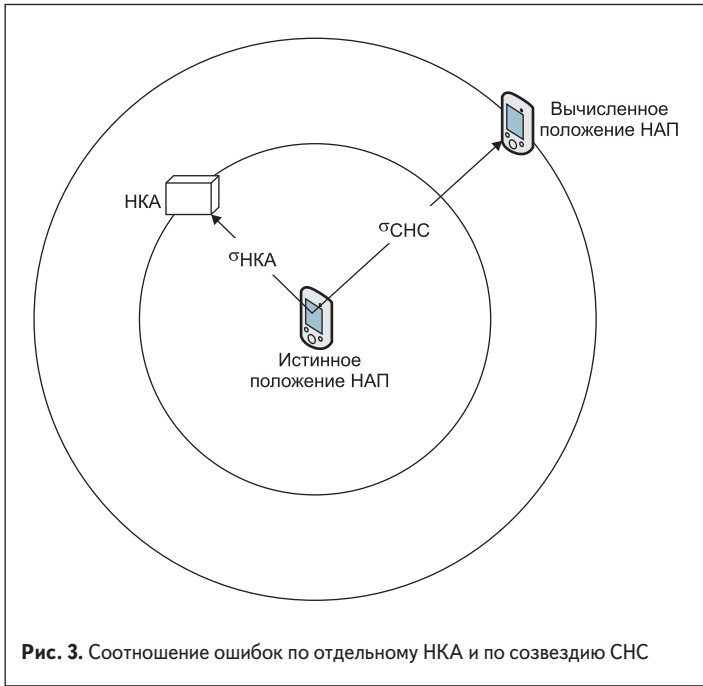 Вычисленное
положение НАП
НКА
σСНС
σНКА
Истинное
положение НАП
Рис. 3. Соотношение ошибок по отдельному НКА и по созвездию СНС